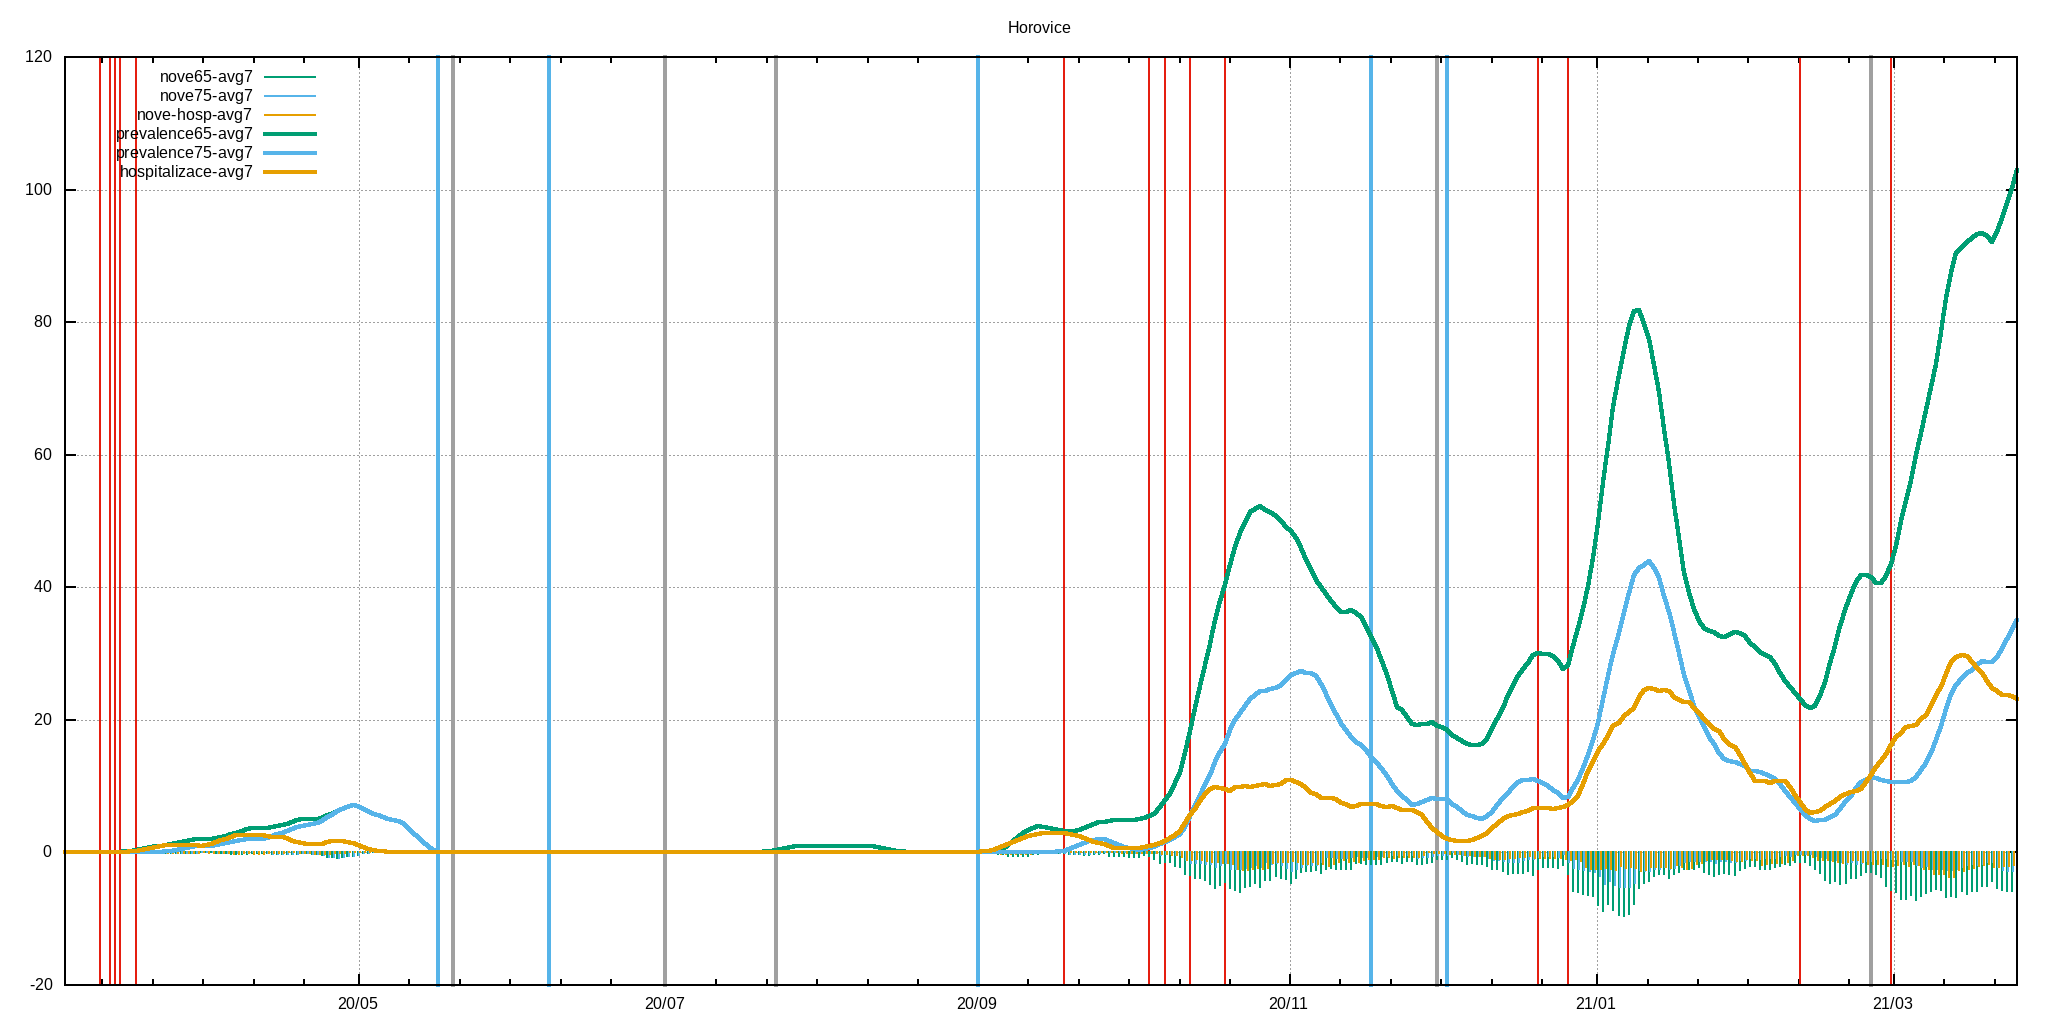 Horovice
120
100
80
60
40
20
0
-20
nove65-avg7
nove75-avg7
nove-hosp-avg7
prevalence65-avg7
prevalence75-avg7
hospitalizace-avg7
20/05 20/07 20/09 20/11 21/01 21/03